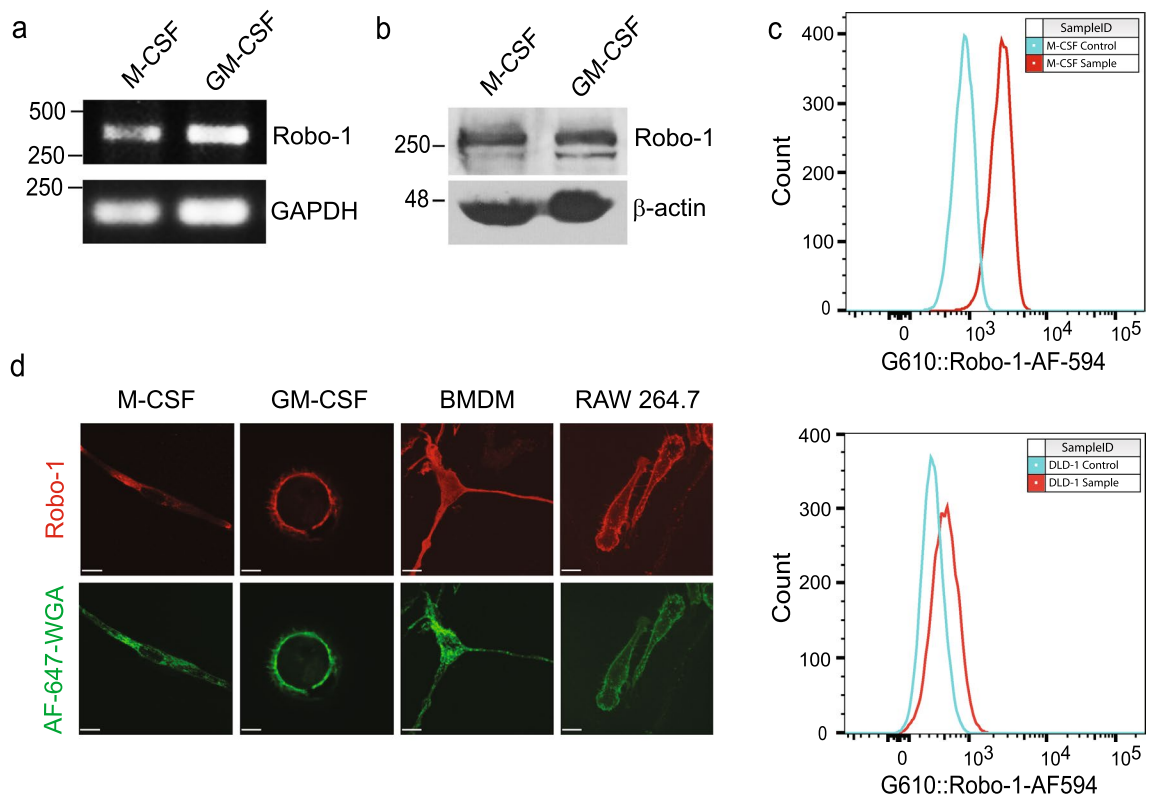 a
M-CSF
GM-CSF
500
250
Robo-1
250
GAPDH
b
M-CSF
GM-CSF
250
Robo-1
48
β-actin
c
400
300
200
100
0
Count
SampleID
M-CSF Control
M-CSF Sample
0
10³
10⁴
10⁵
G610::Robo-1-AF-594
d
M-CSF
GM-CSF
BMDM
RAW 264.7
Robo-1
AF-647-WGA
400
300
200
100
0
Count
SampleID
DLD-1 Control
DLD-1 Sample
0
10³
10⁴
10⁵
G610::Robo-1-AF594